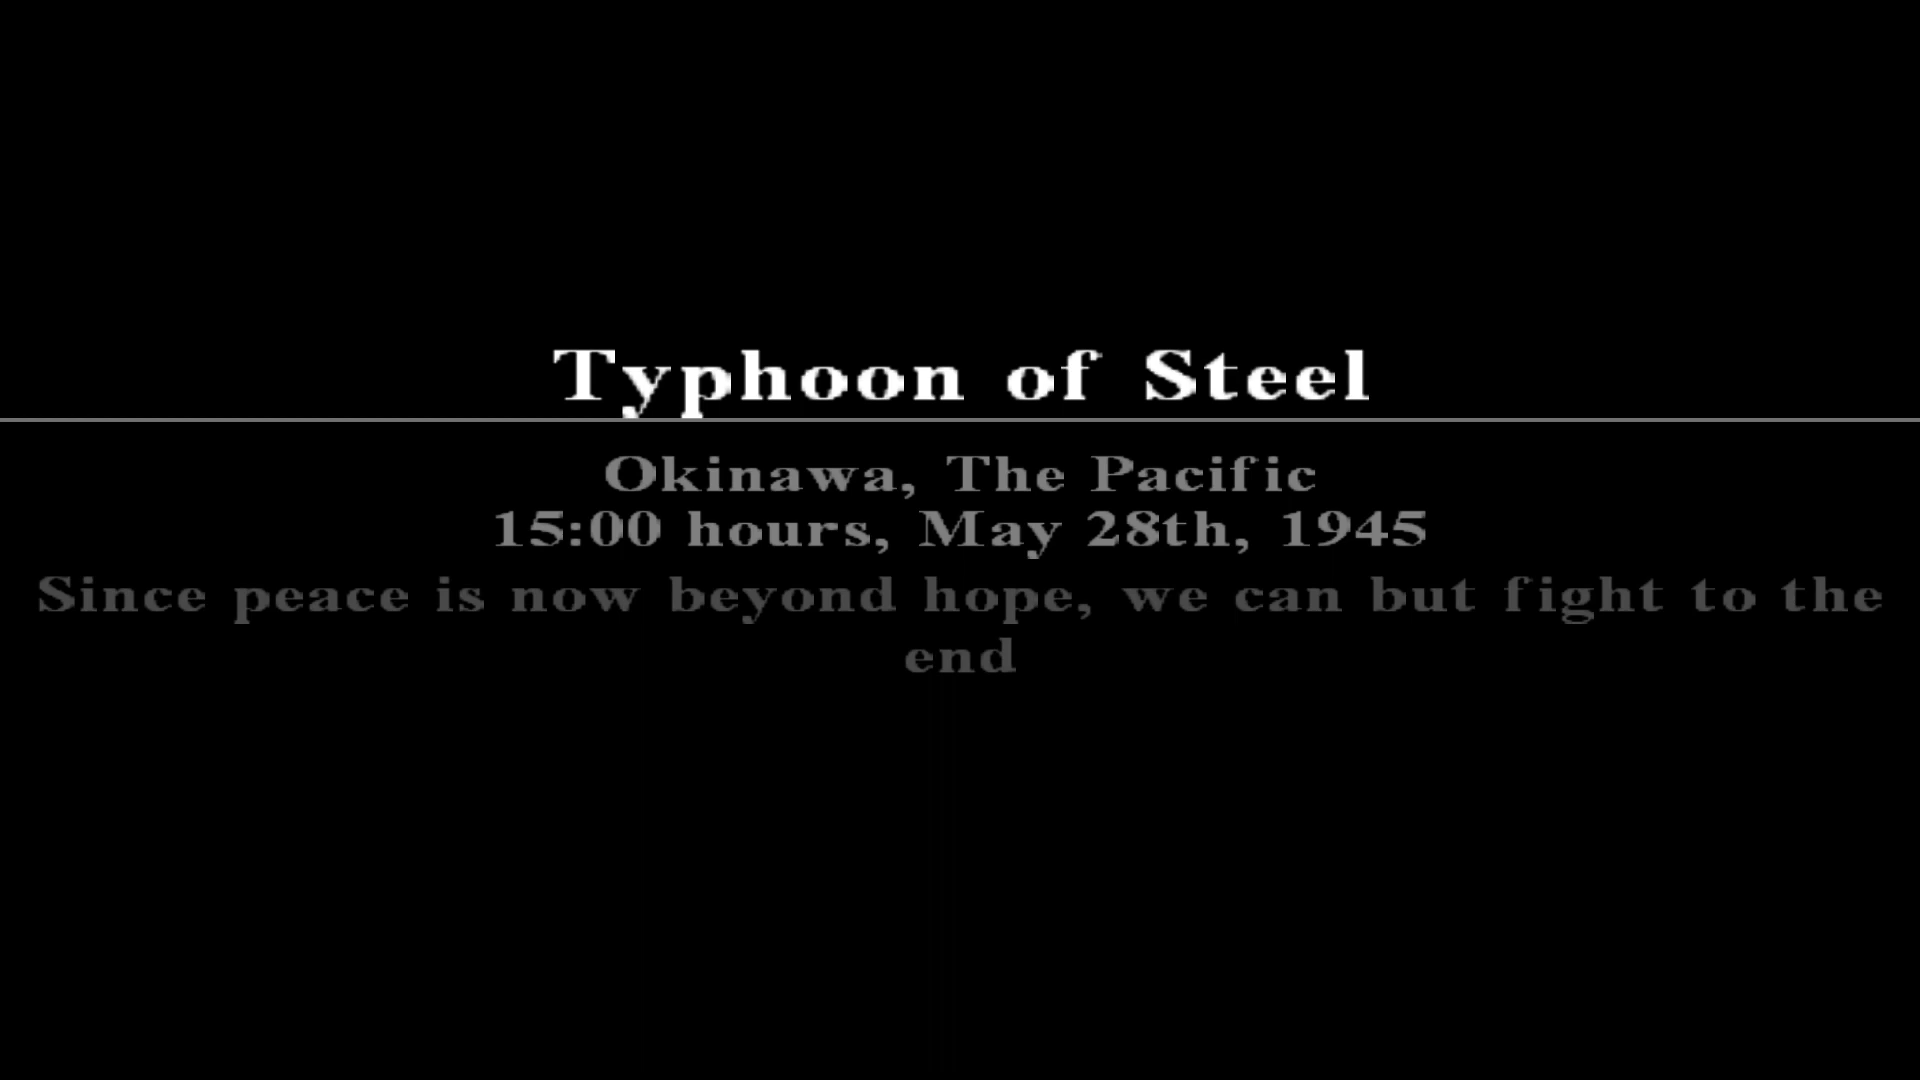 Typhoon of Steel
Okinawa, The Pacific
15:00 hours, May 28th, 1945
Since peace is now beyond hope, we can but fight to the
end